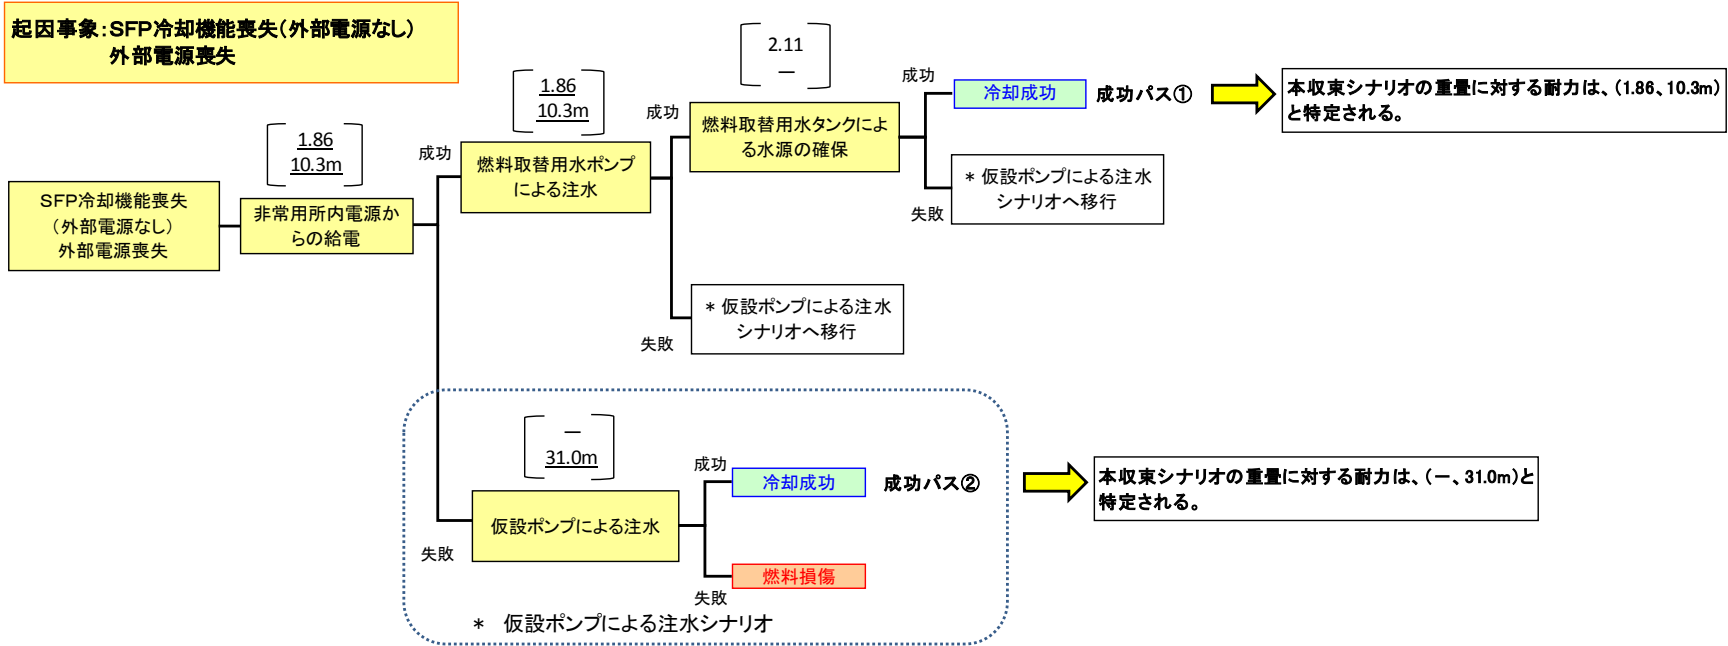 起因事象:SFP冷却機能喪失(外部電源なし)
外部電源喪失
2.11
―
1.86
10.3m
1.86
10.3m
成功
冷却成功
成功パス①
本収束シナリオの重畳に対する耐力は、(1.86、10.3m)
と特定される。
成功
燃料取替用水タンクによ
る水源の確保
成功
燃料取替用水ポンプ
による注水
*仮設ポンプによる注水
シナリオへ移行
失敗
SFP冷却機能喪失
(外部電源なし)
外部電源喪失
非常用所内電源か
らの給電
*仮設ポンプによる注水
シナリオへ移行
失敗
―
31.0m
成功
冷却成功
成功パス②
本収束シナリオの重畳に対する耐力は、(―、31.0m)と
特定される。
仮設ポンプによる注水
失敗
燃料損傷
失敗
* 仮設ポンプによる注水シナリオ